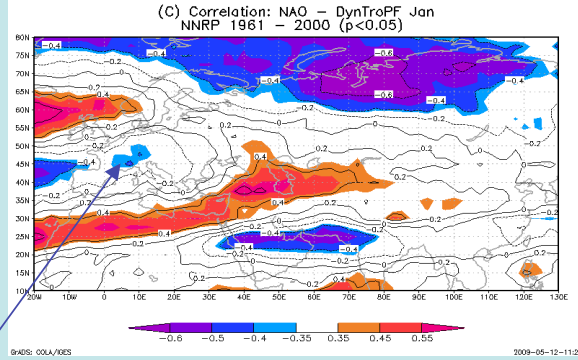 (C) Correlation: NAO – DynTroPF Jan
NNRP 1961 – 2000 (p<0.05)
80N
75N
70N
65N
60N
55N
50N
45N
40N
35N
30N
25N
20N
15N
10N
20W 10W 0 10E 20E 30E 40E 50E 60E 70E 80E 90E 100E 110E 120E 130E
-0.6 -0.5 -0.4 -0.35 0.35 0.45 0.55
GrADS: COLA/IGES
2009-05-12-11:2